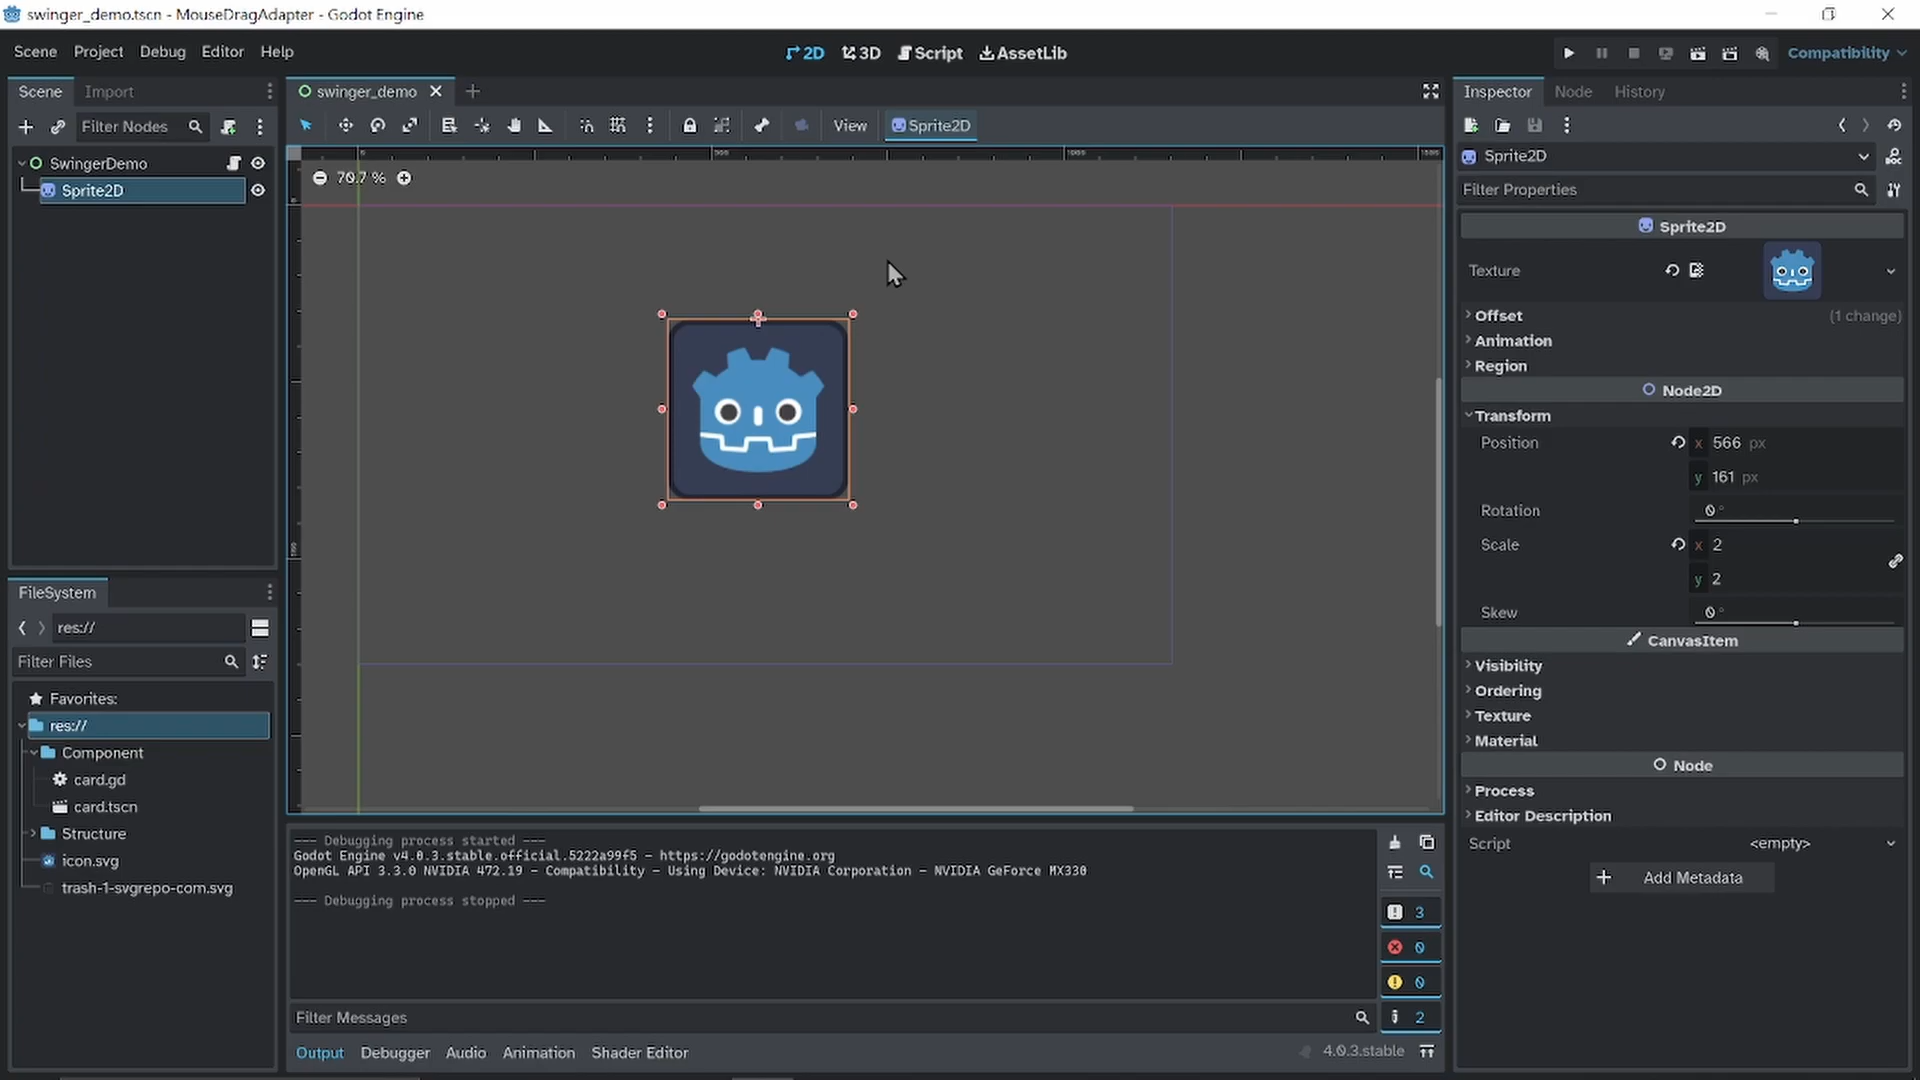 swinger_demo.tscn - MouseDragAdapter - Godot Engine
Scene Project Debug Editor Help
2D 3D Script AssetLib
Compatibility
Scene Import
Filter Nodes
SwingerDemo
Sprite2D
swinger_demo
View Sprite2D
70.7 %
0 500 1000 1500
0
500
FileSystem
res://
Filter Files
Favorites:
res://
Component
card.gd
card.tscn
Structure
icon.svg
trash-1-svgrepo-com.svg
--- Debugging process started ---
Godot Engine v4.0.3.stable.official.5222a99f5 - https://godotengine.org
OpenGL API 3.3.0 NVIDIA 472.19 - Compatibility - Using Device: NVIDIA Corporation - NVIDIA GeForce MX330
--- Debugging process stopped ---
3
0
0
2
Filter Messages
Output Debugger Audio Animation Shader Editor
4.0.3.stable
Inspector Node History
Sprite2D
Filter Properties
Sprite2D
Texture
Offset (1 change)
Animation
Region
Node2D
Transform
Position x 566 px
y 161 px
Rotation 0 °
Scale x 2
y 2
Skew 0 °
CanvasItem
Visibility
Ordering
Texture
Material
Node
Process
Editor Description
Script <empty>
Add Metadata